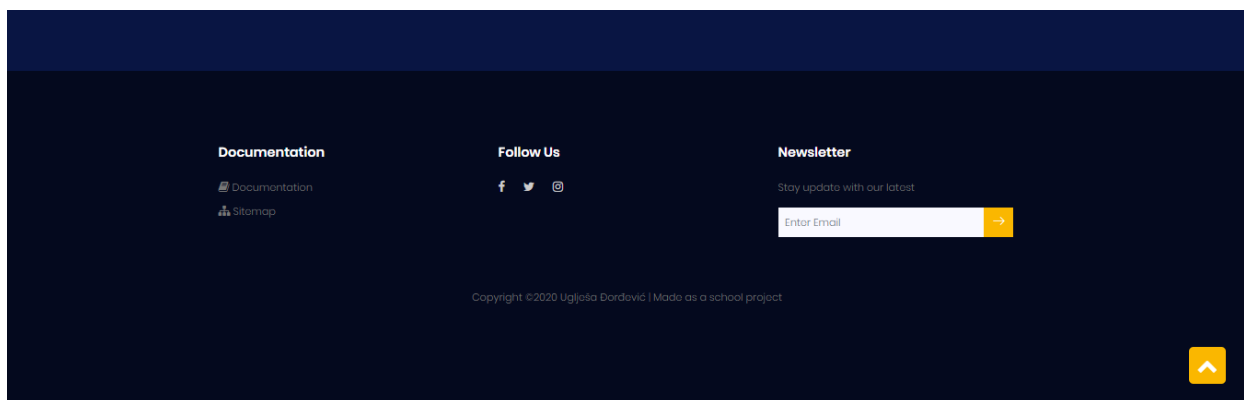 Documentation
Documentation
Sitemap
Follow Us
Newsletter
Stay update with our latest
Enter Email
Copyright ©2020 Uglješa Đorđević | Made as a school project